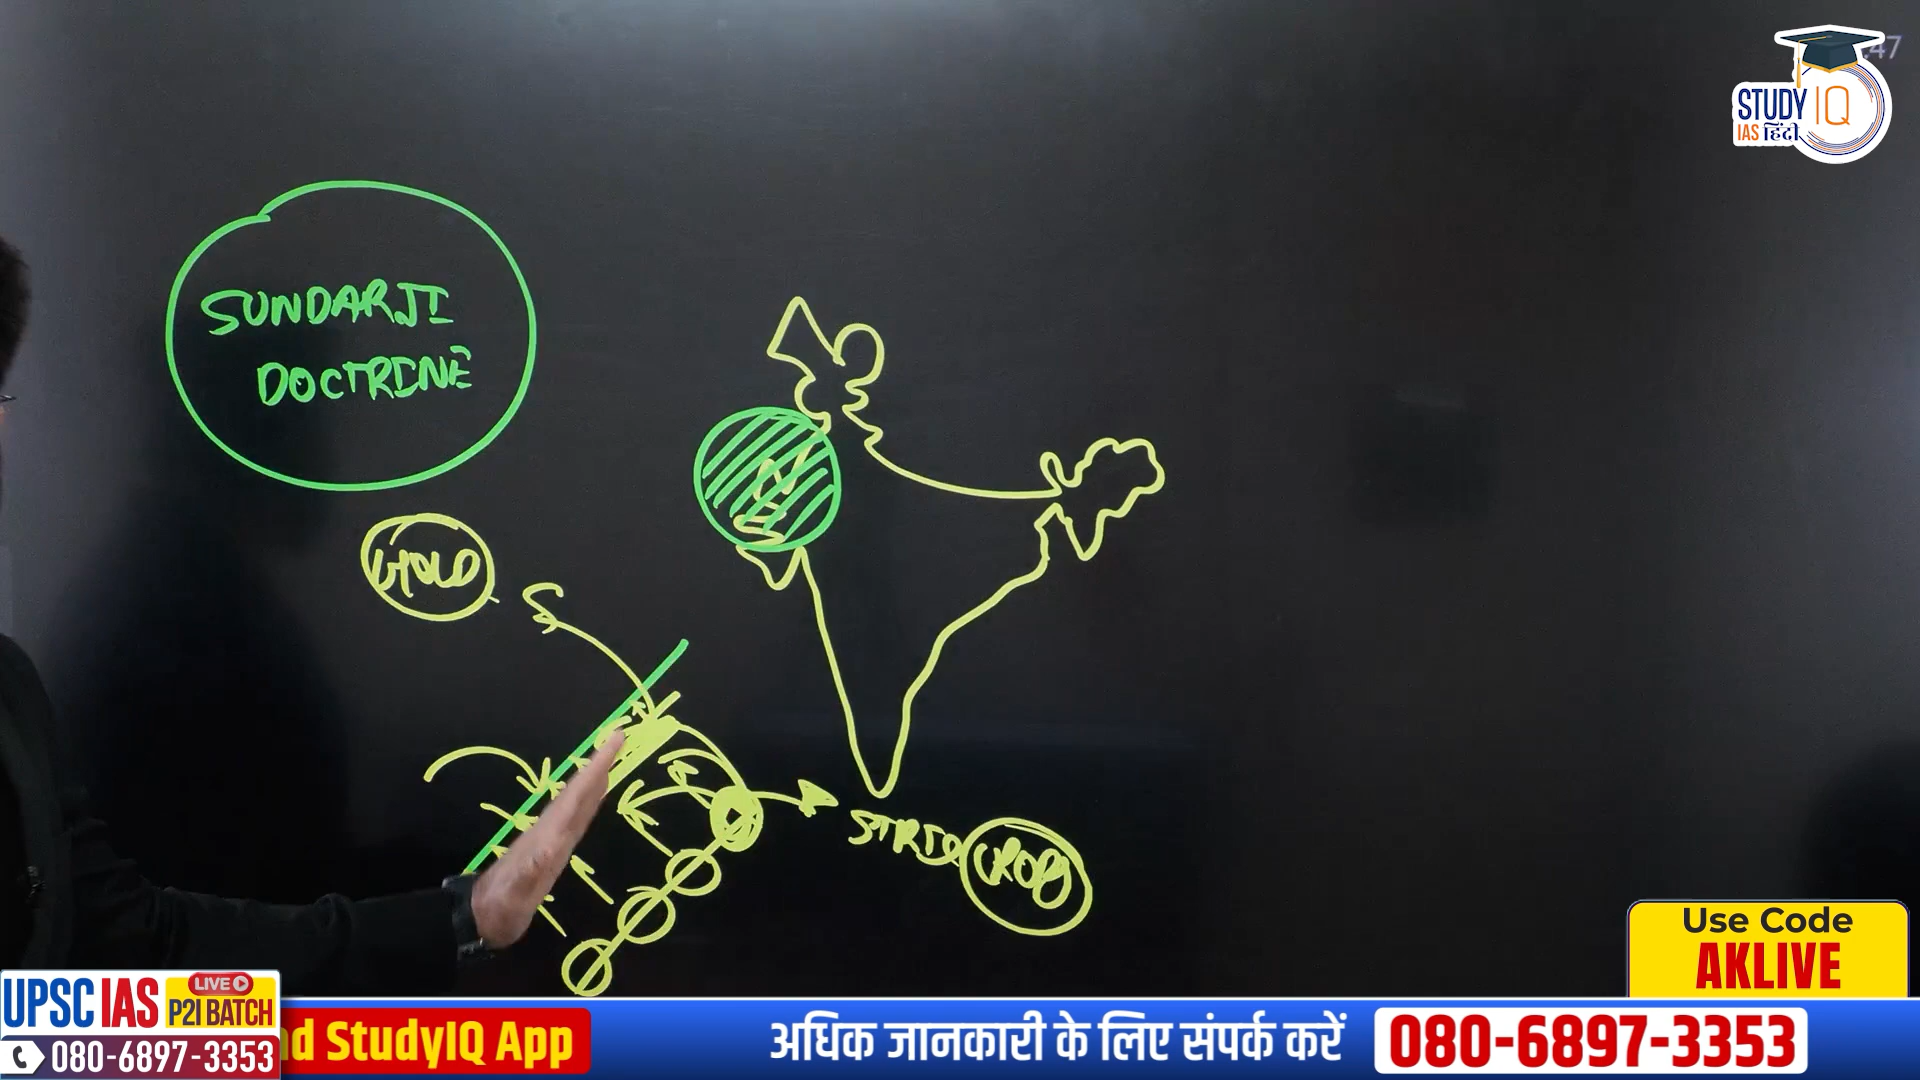 STUDY IQ
IAS हिंदी
SUNDARJI
DOCTRINE
HOLD
CROPS
Use Code
AKLIVE
UPSC IAS
LIVE
P2I BATCH
080-6897-3353
nd StudyIQ App
अधिक जानकारी के लिए संपर्क करें
080-6897-3353